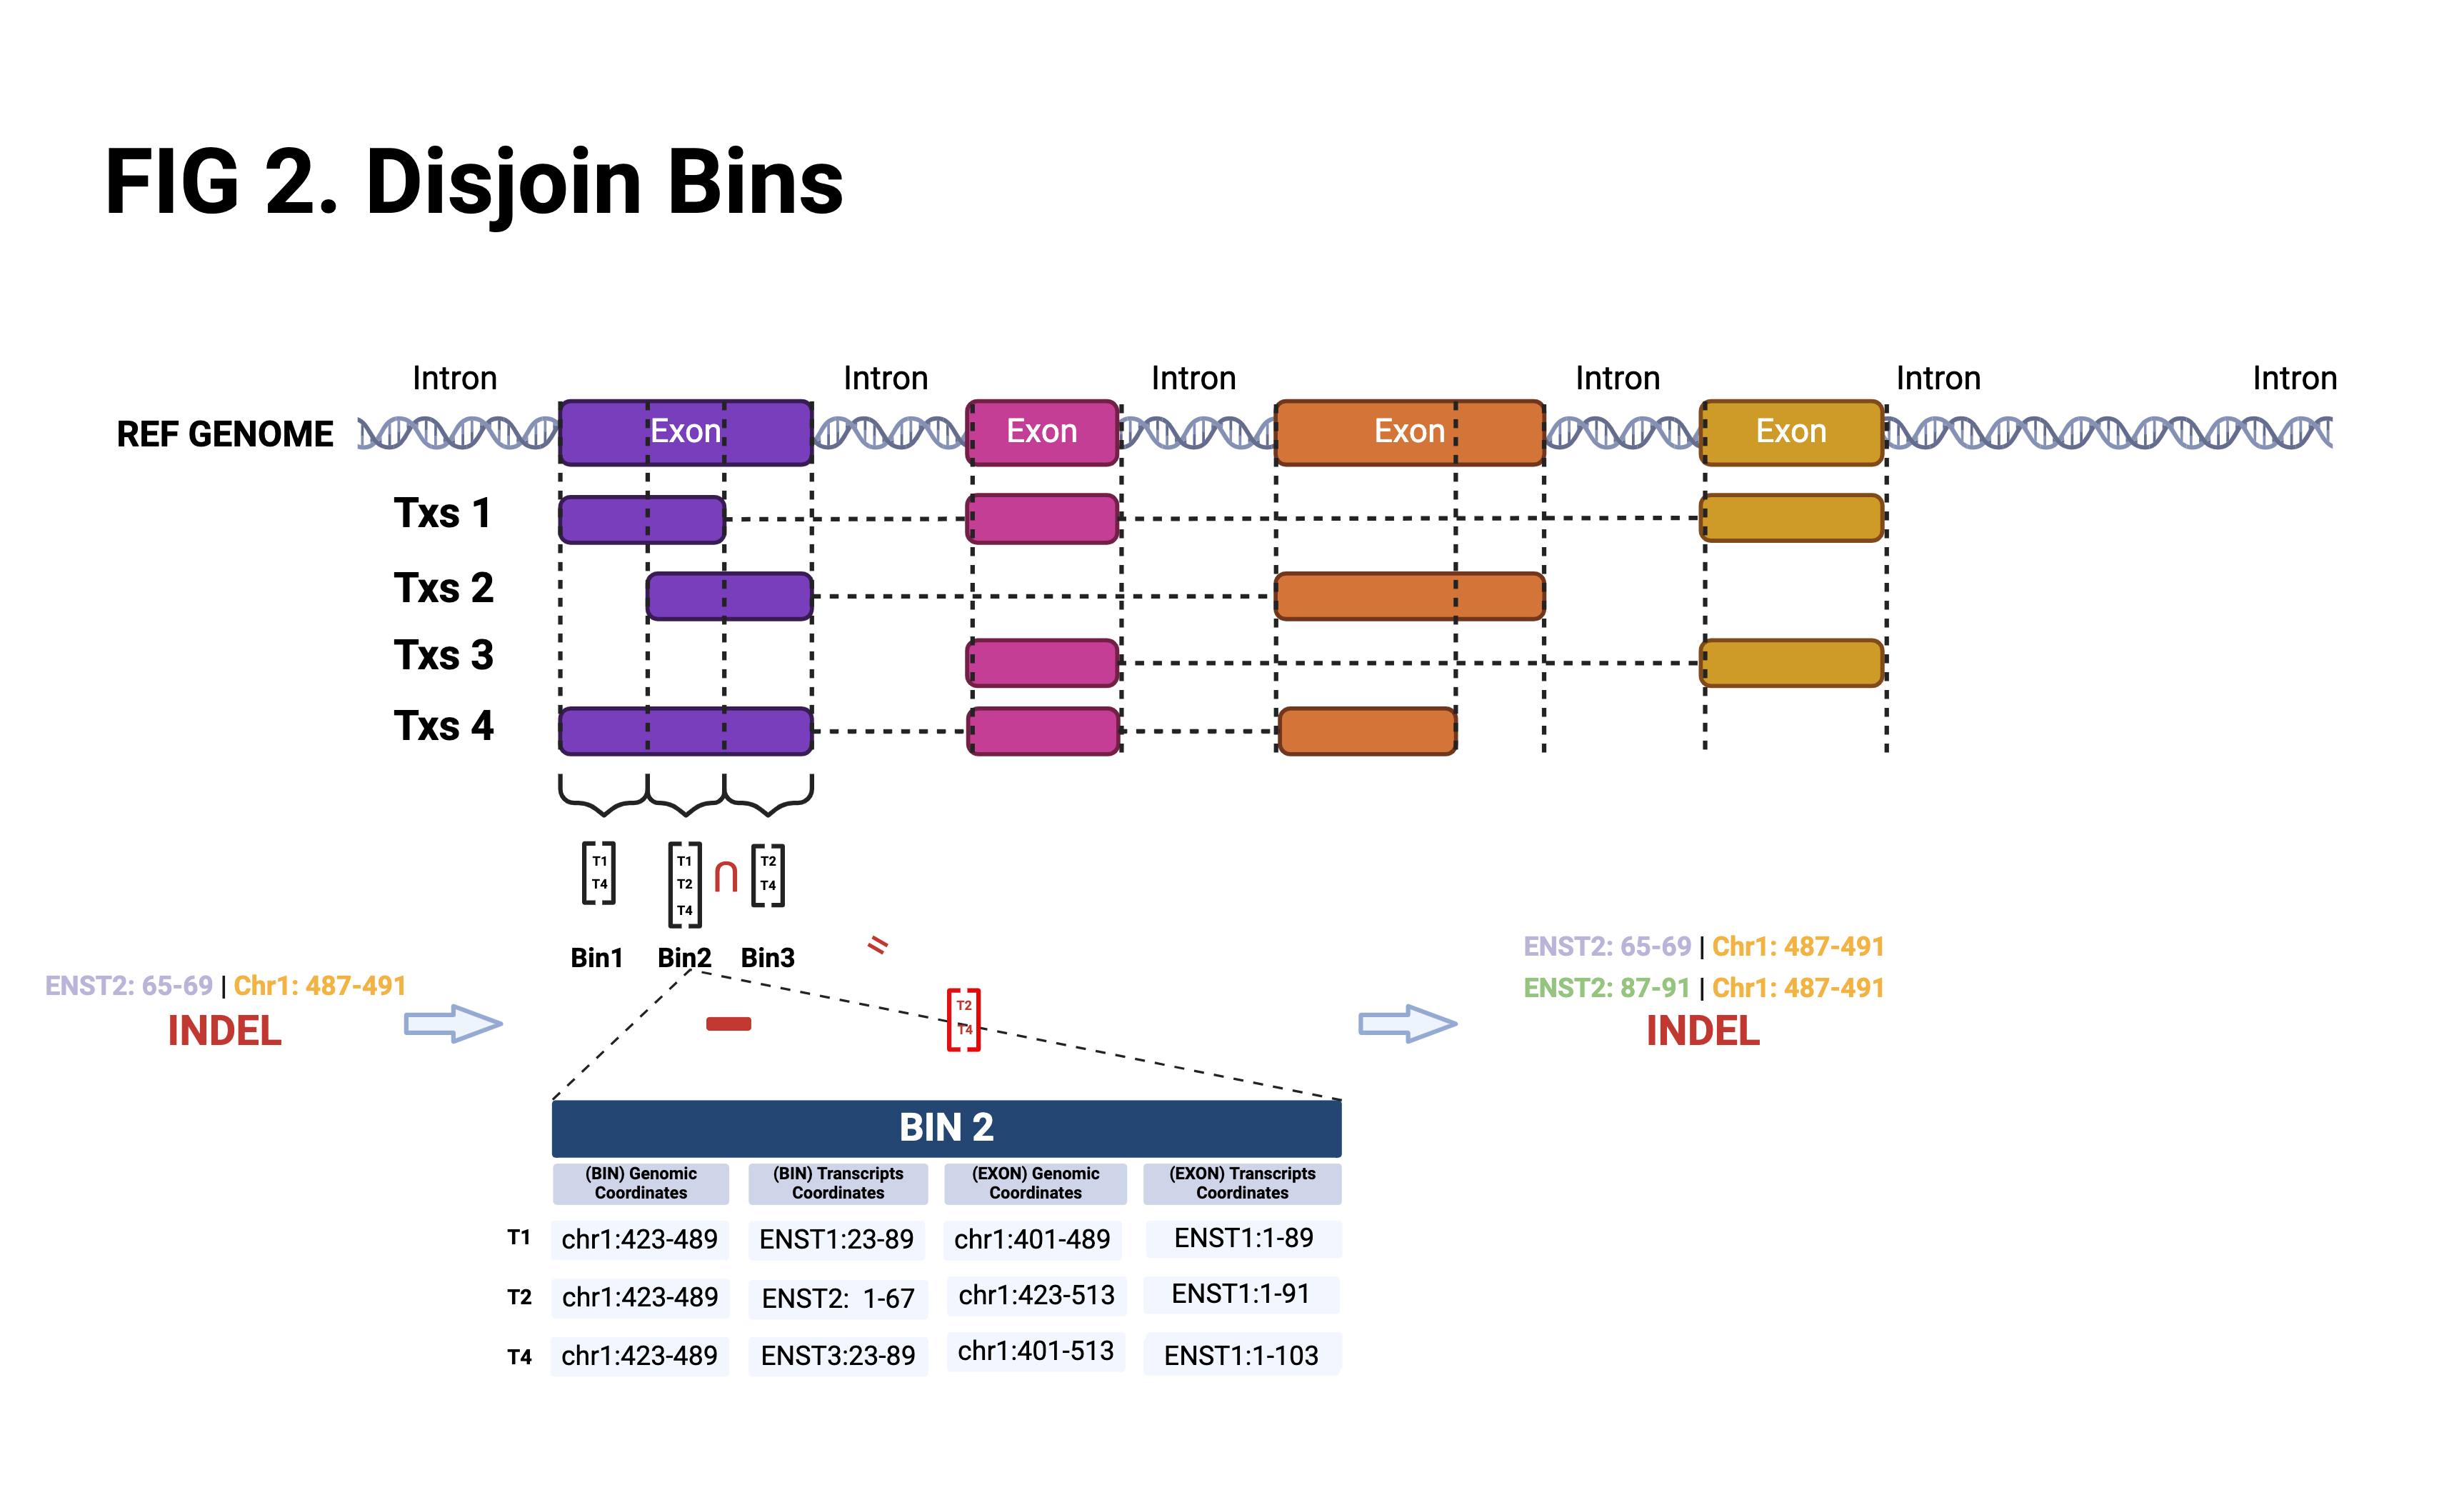 FIG 2. Disjoin Bins
Intron Intron Intron Intron Intron Intron
REF GENOME Exon Exon Exon Exon
Txs 1
Txs 2
Txs 3
Txs 4
T1 T1 ∩ T2
T4 T2 T4
T4
Bin1 Bin2 Bin3
=
ENST2: 65-69 | Chr1: 487-491
INDEL
T2
T4
ENST2: 65-69 | Chr1: 487-491
ENST2: 87-91 | Chr1: 487-491
INDEL
BIN 2
(BIN) Genomic Coordinates (BIN) Transcripts Coordinates (EXON) Genomic Coordinates (EXON) Transcripts Coordinates
T1 chr1:423-489 ENST1:23-89 chr1:401-489 ENST1:1-89
T2 chr1:423-489 ENST2: 1-67 chr1:423-513 ENST1:1-91
T4 chr1:423-489 ENST3:23-89 chr1:401-513 ENST1:1-103